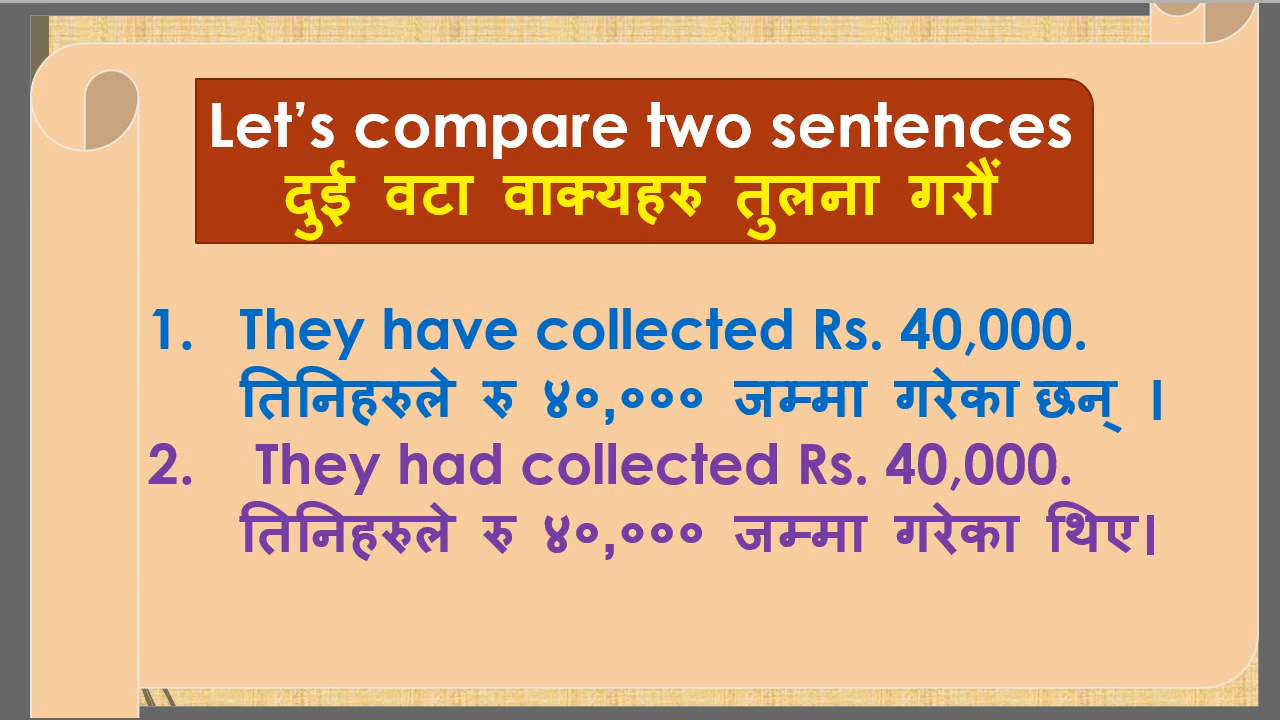 Let’s compare two sentences
दुई वटा वाक्यहरु तुलना गरौं
1. They have collected Rs. 40,000.
तिनिहरुले रु ४०,००० जम्मा गरेका छन् ।
2. They had collected Rs. 40,000.
तिनिहरुले रु ४०,००० जम्मा गरेका थिए।